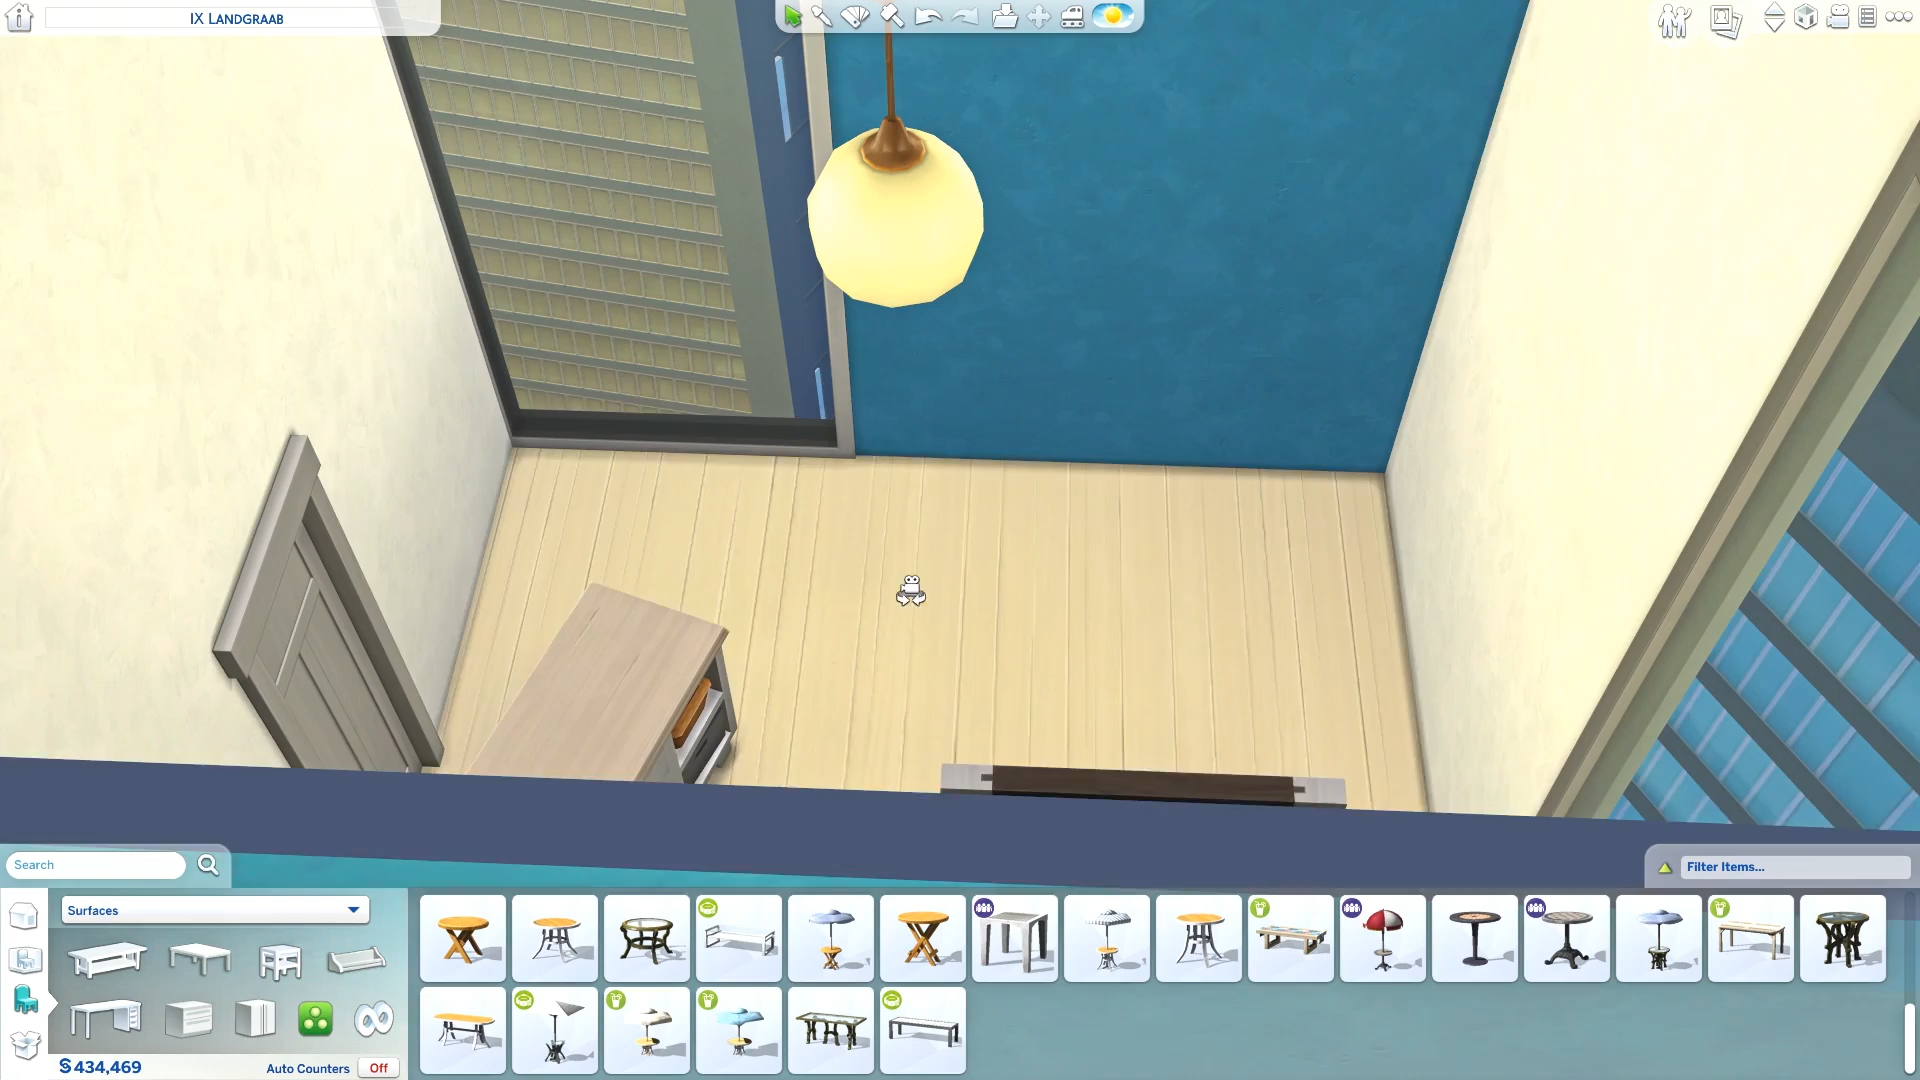 IX LANDGRAAB
Search
Filter Items...
Surfaces
§434,469
Auto Counters
Off